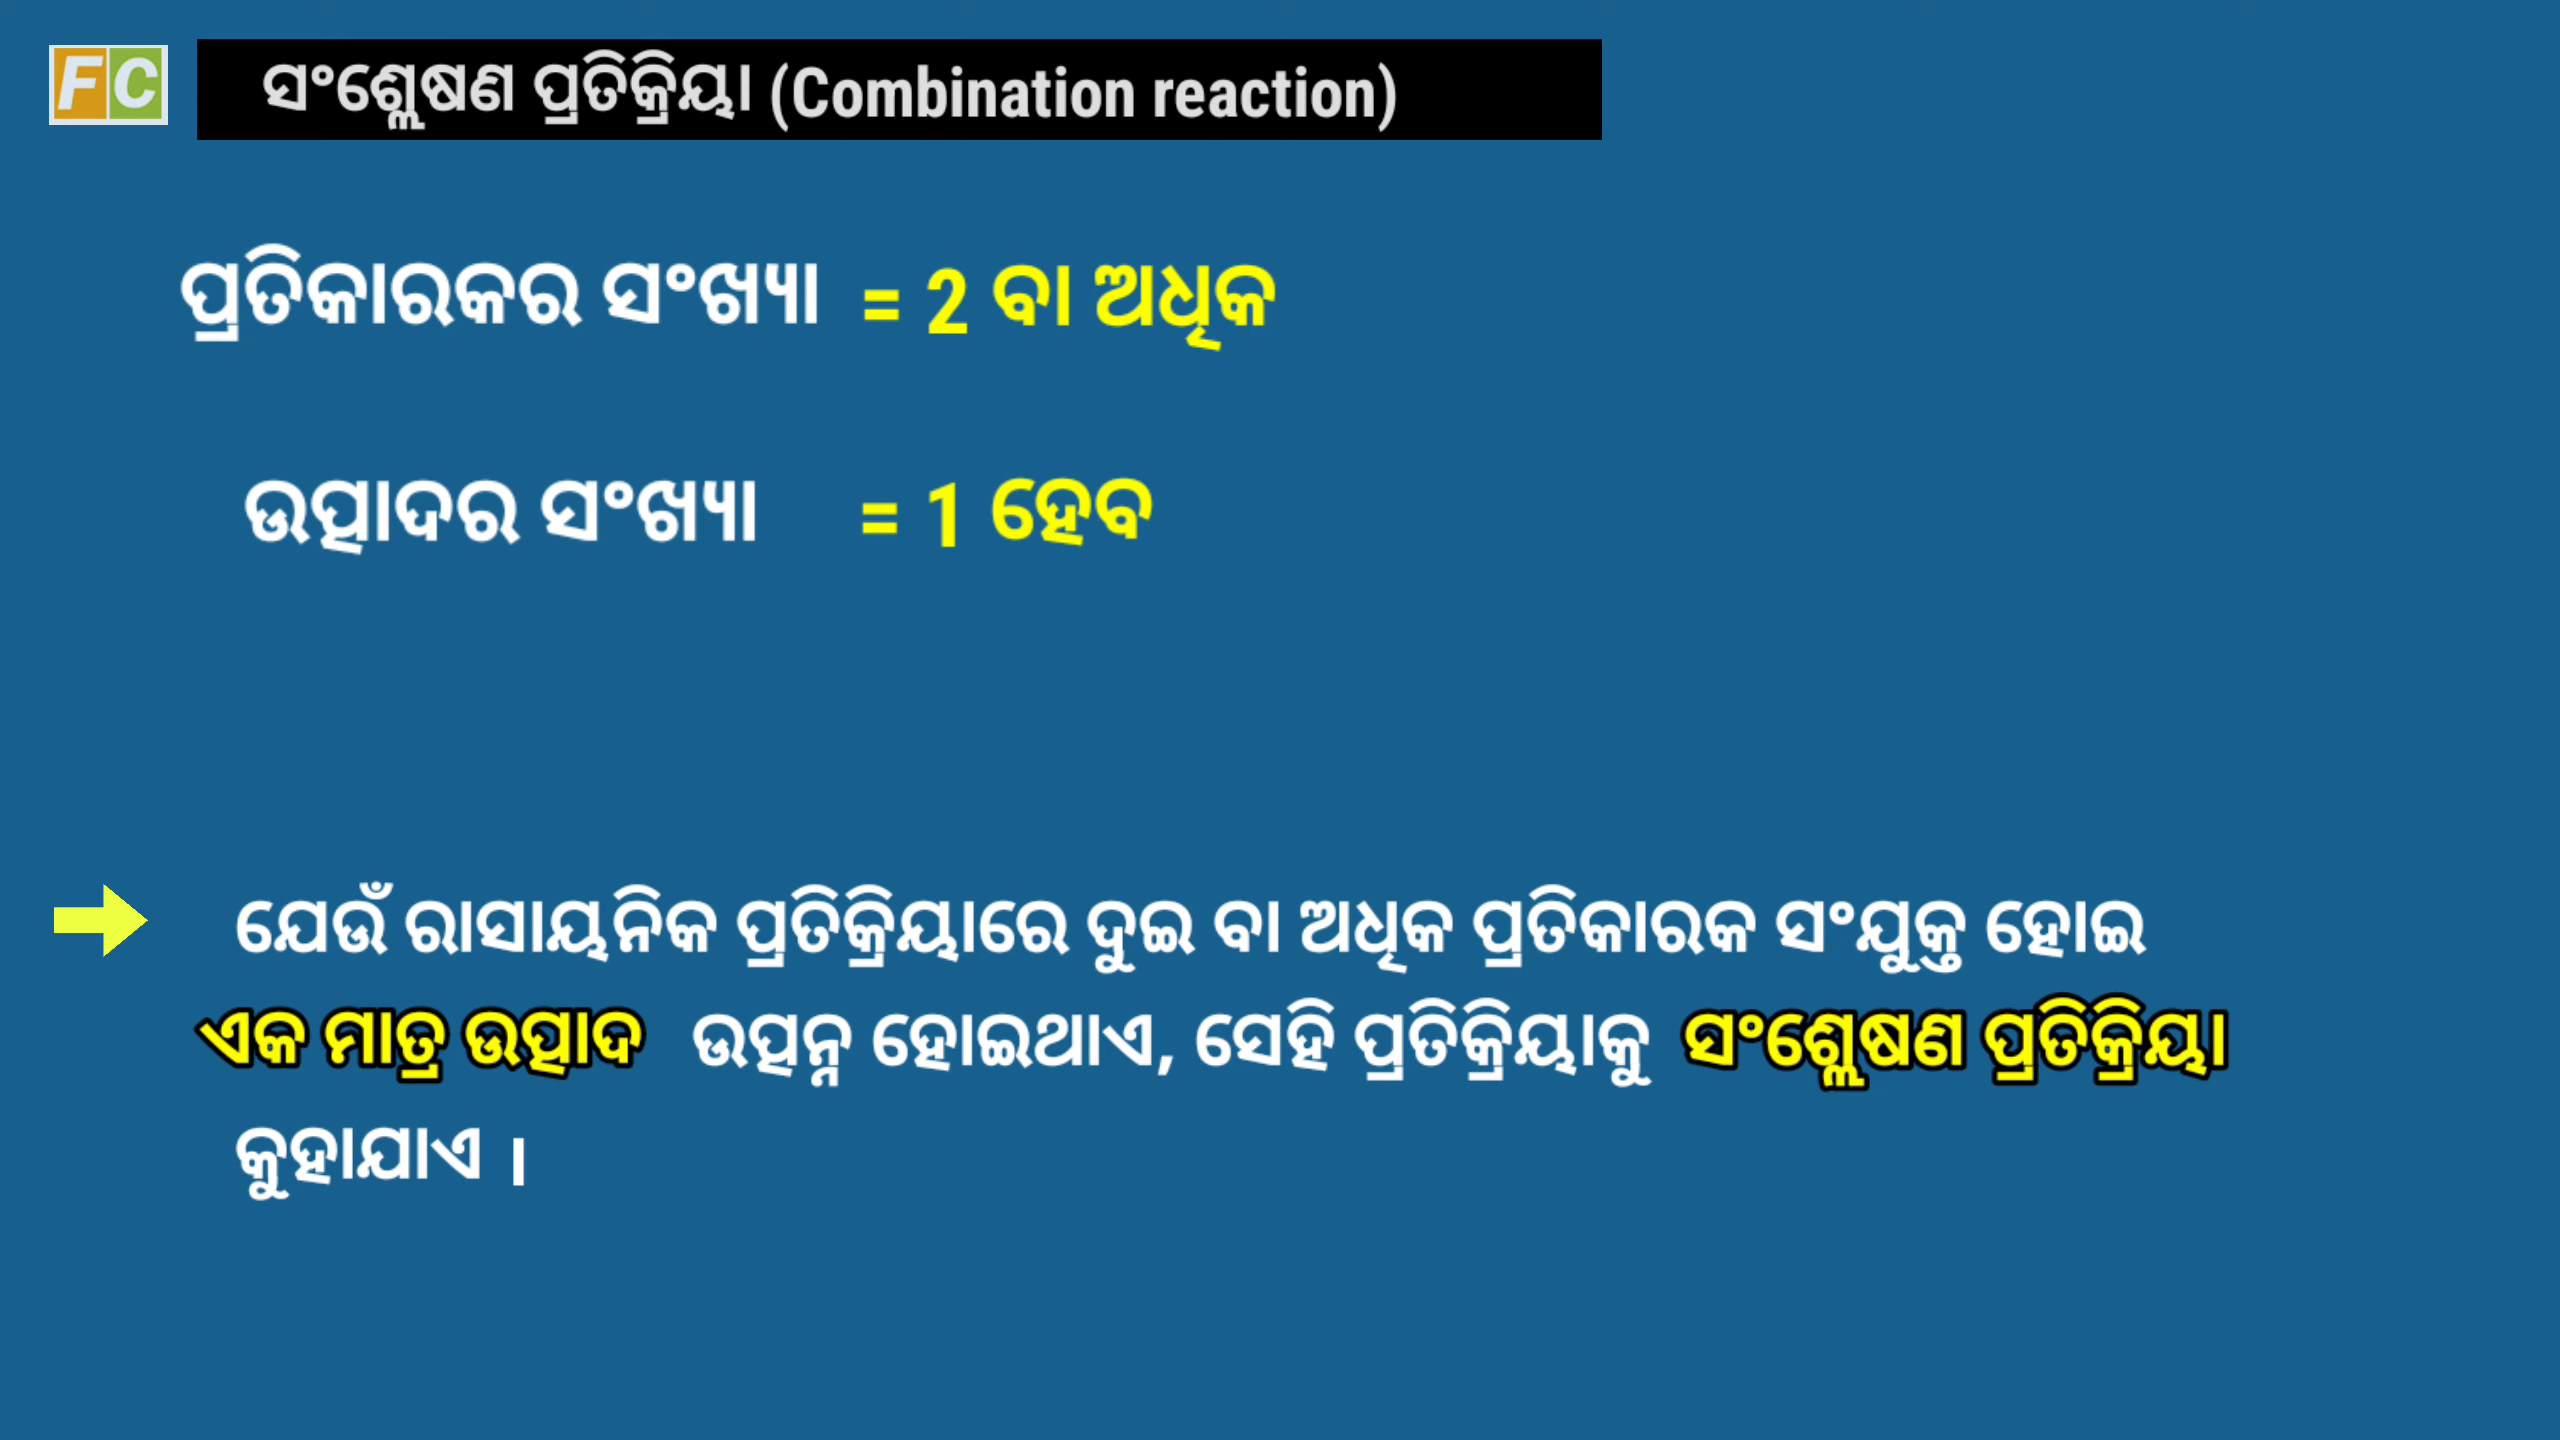 FC
ସଂଶ୍ଳେଷଣ ପ୍ରତିକ୍ରିୟା (Combination reaction)
ପ୍ରତିକାରକର ସଂଖ୍ୟା = 2 ବା ଅଧିକ
ଉତ୍ପାଦର ସଂଖ୍ୟା = 1 ହେବ
ଯେଉଁ ରାସାୟନିକ ପ୍ରତିକ୍ରିୟାରେ ଦୁଇ ବା ଅଧିକ ପ୍ରତିକାରକ ସଂଯୁକ୍ତ ହୋଇ
ଏକ ମାତ୍ର ଉତ୍ପାଦ ଉତ୍ପନ୍ନ ହୋଇଥାଏ, ସେହି ପ୍ରତିକ୍ରିୟାକୁ ସଂଶ୍ଳେଷଣ ପ୍ରତିକ୍ରିୟା
କୁହାଯାଏ ।